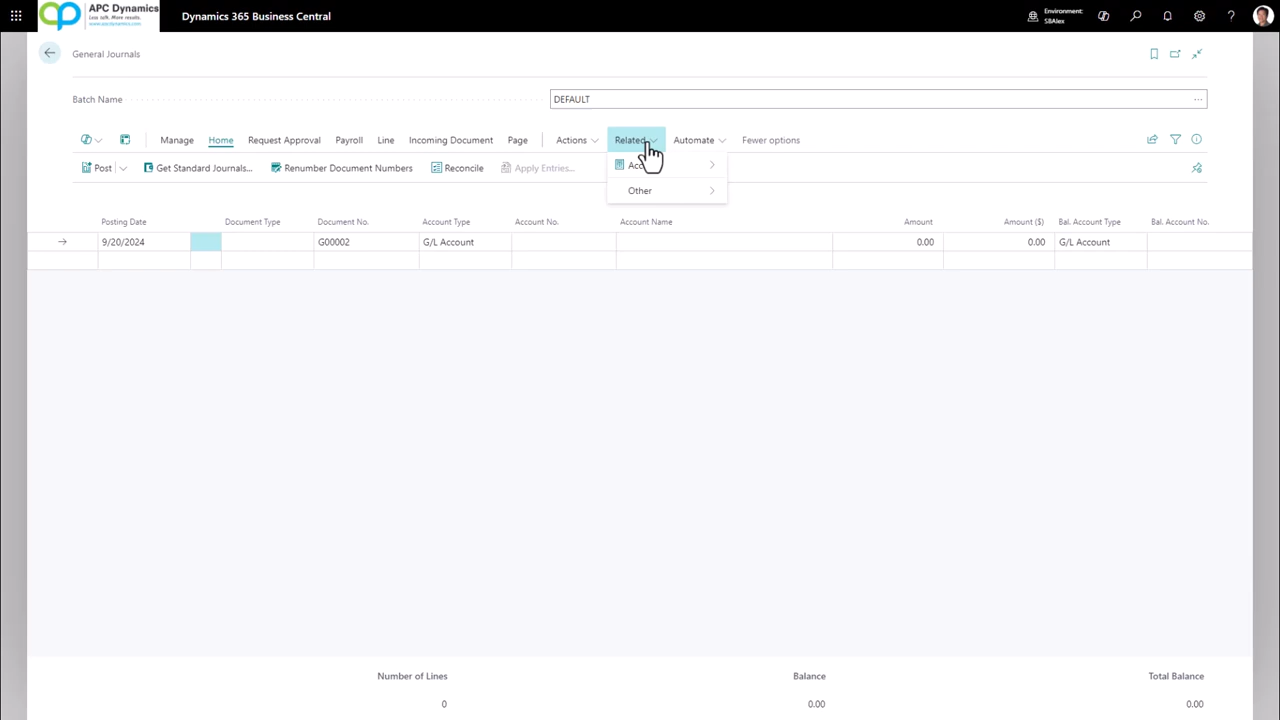 APC Dynamics
Less talk. More results.
www.apcdynamics.com
Dynamics 365 Business Central
Environment:
SBAlex
General Journals
Batch Name
DEFAULT
Manage Home Request Approval Payroll Line Incoming Document Page Actions Related Automate Fewer options
Post Get Standard Journals... Renumber Document Numbers Reconcile Apply Entries...
Other
Posting Date Document Type Document No. Account Type Account No. Account Name Amount Amount ($) Bal. Account Type Bal. Account No.
9/20/2024 G00002 G/L Account 0.00 0.00 G/L Account
Number of Lines Balance Total Balance
0 0.00 0.00